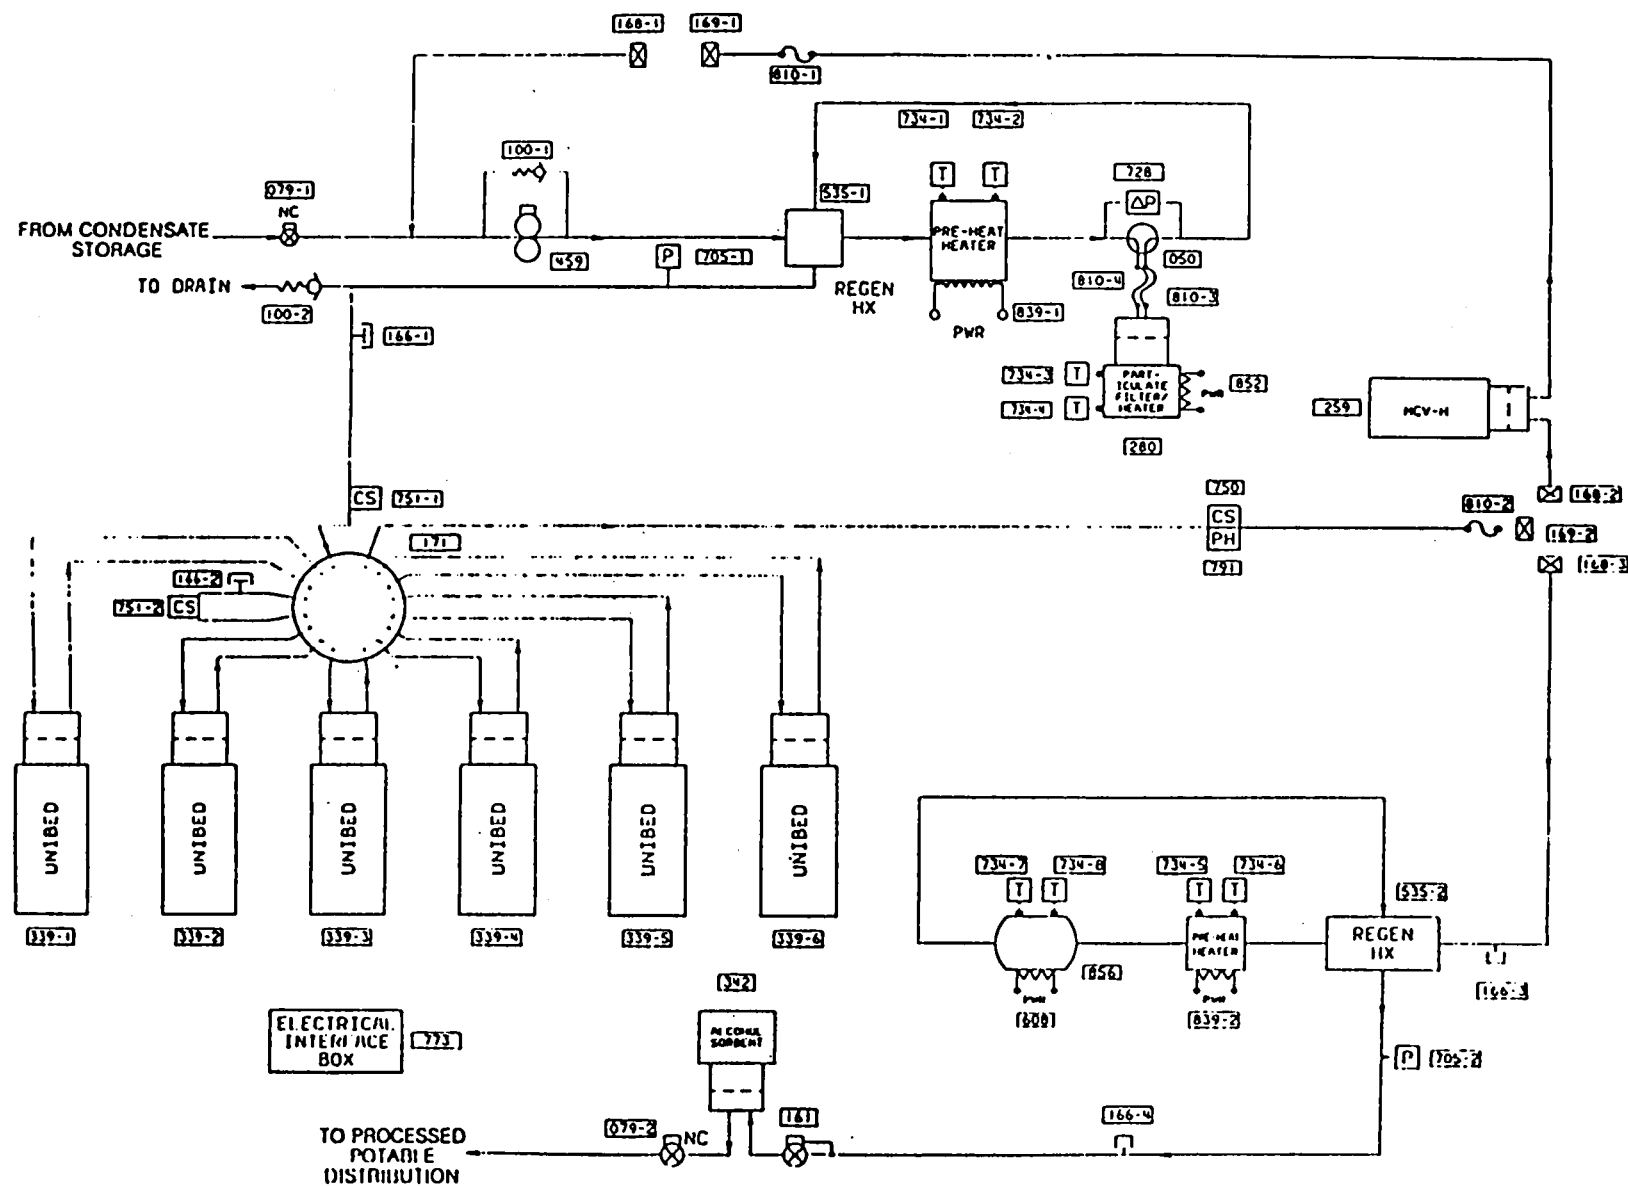 168-1 169-1
810-1
734-1 734-2
100-1
728
079-1
NC
T T
ΔP
535-1
FROM CONDENSATE
STORAGE
PRE-HEAT
HEATER
459
P 705-1
050
TO DRAIN
810-4
810-3
REGEN
HX
100-2
839-1
PWR
166-1
734-3 T
PART-
ICULATE
FILTER/
HEATER
PWR
852
734-4 T
259
MCV-H
280
CS 751-1
750
CS
PH
791
810-2
168-2
169-2
168-3
171
166-2
751-2 CS
UNIBED UNIBED UNIBED UNIBED UNIBED UNIBED
339-1 339-2 339-3 339-4 339-5 339-6
734-7 734-8 734-5 734-6
T T T T
535-2
PRE-HEAT
HEATER
REGEN
HX
856
PWR PWR
608 839-2
166-3
342
ALCOHOL
SORBENT
ELECTRICAL
INTERFACE
BOX
773
P 705-2
161
166-4
079-2 NC
TO PROCESSED
POTABLE
DISTRIBUTION